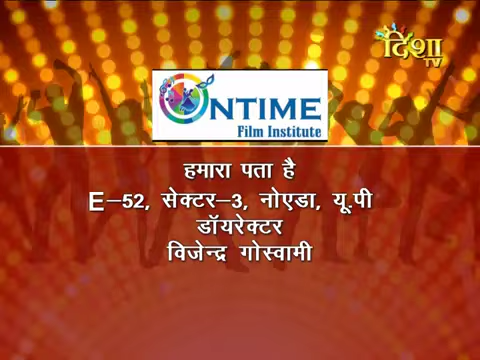 दिशा
TV
ONTIME
Film Institute
हमारा पता है
E–52, सेक्टर–3, नोएडा, यू.पी
डॉयरेक्टर
विजेन्द्र गोस्वामी